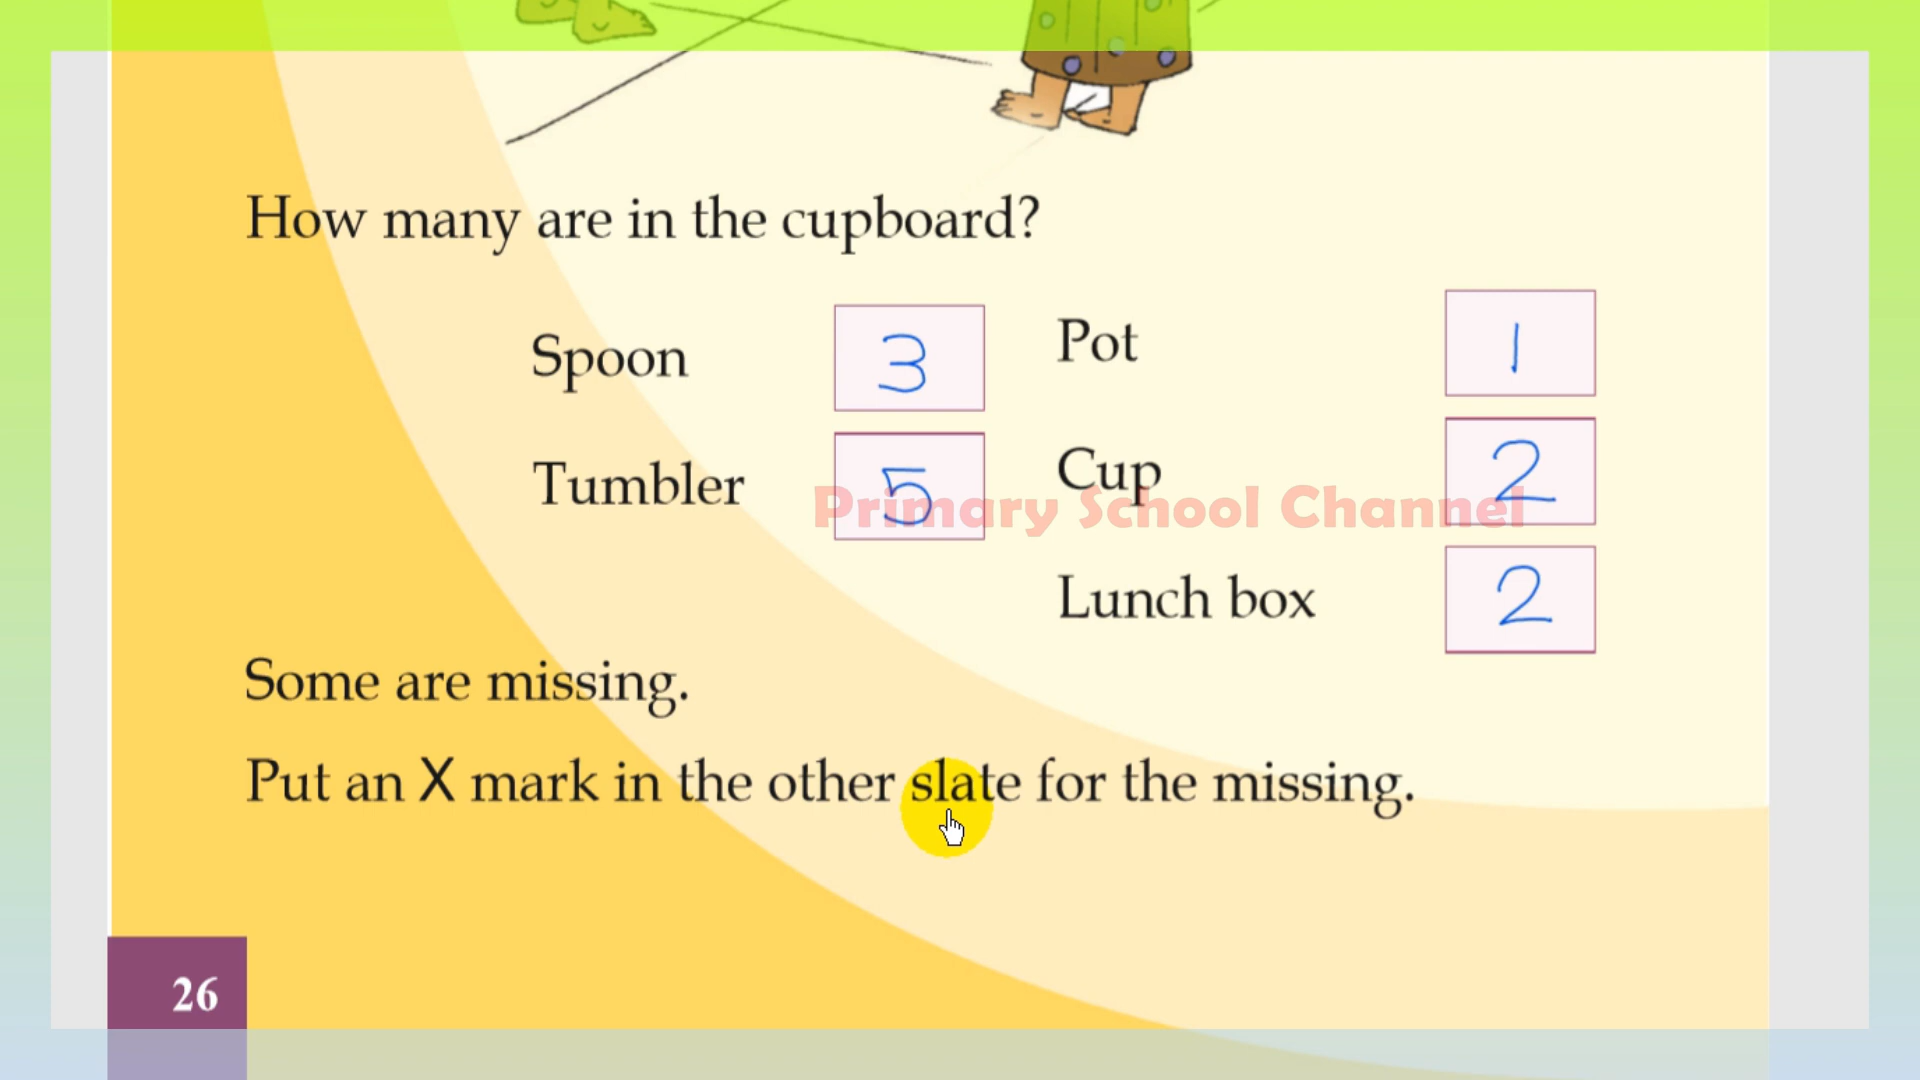 How many are in the cupboard?
Spoon 3 Pot 1
Tumbler 5 Cup 2
Primary School Channel
Lunch box 2
Some are missing.
Put an X mark in the other slate for the missing.
26